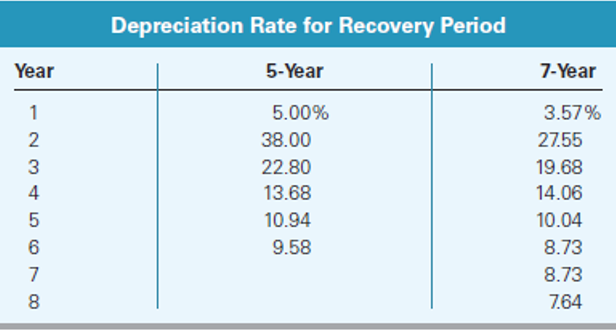 Depreciation Rate for Recovery Period
Year 5-Year 7-Year
1 5.00% 3.57%
2 38.00 27.55
3 22.80 19.68
4 13.68 14.06
5 10.94 10.04
6 9.58 8.73
7 8.73
8 7.64